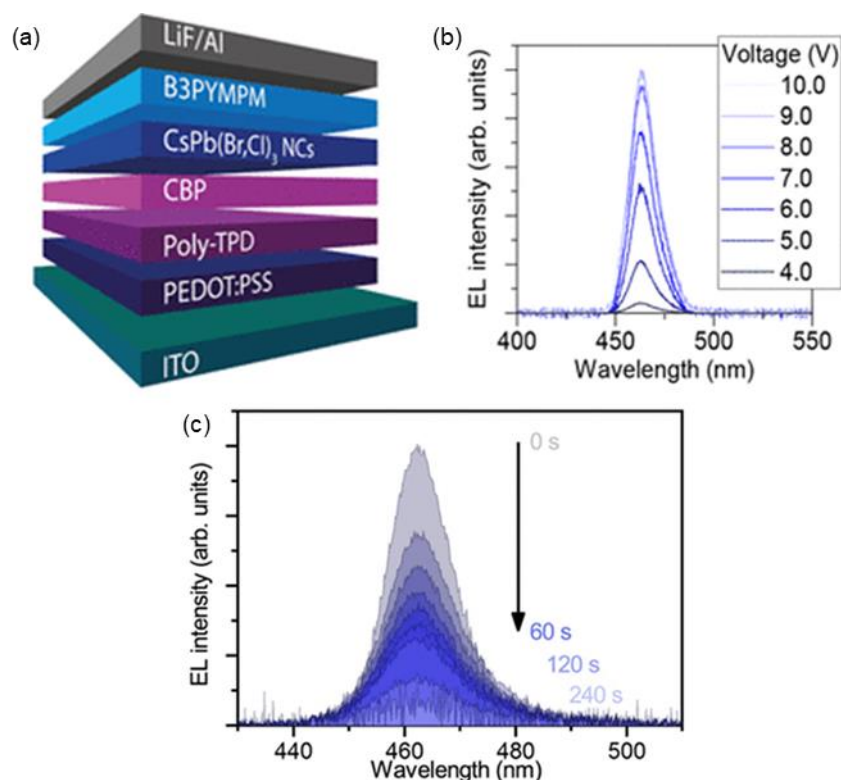 (a)
LiF/Al
B3PYMPM
CsPb(Br,Cl)₃ NCs
CBP
Poly-TPD
PEDOT:PSS
ITO
(b)
EL intensity (arb. units)
Voltage (V)
10.0
9.0
8.0
7.0
6.0
5.0
4.0
400 450 500 550
Wavelength (nm)
(c)
EL intensity (arb. units)
0 s
60 s
120 s
240 s
440 460 480 500
Wavelength (nm)